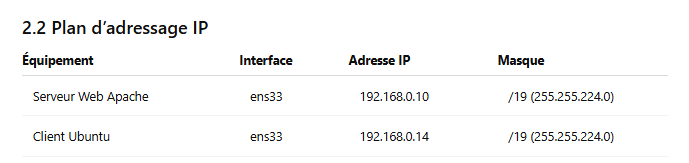 2.2 Plan d’adressage IP
Équipement Interface Adresse IP Masque
Serveur Web Apache ens33 192.168.0.10 /19 (255.255.224.0)
Client Ubuntu ens33 192.168.0.14 /19 (255.255.224.0)